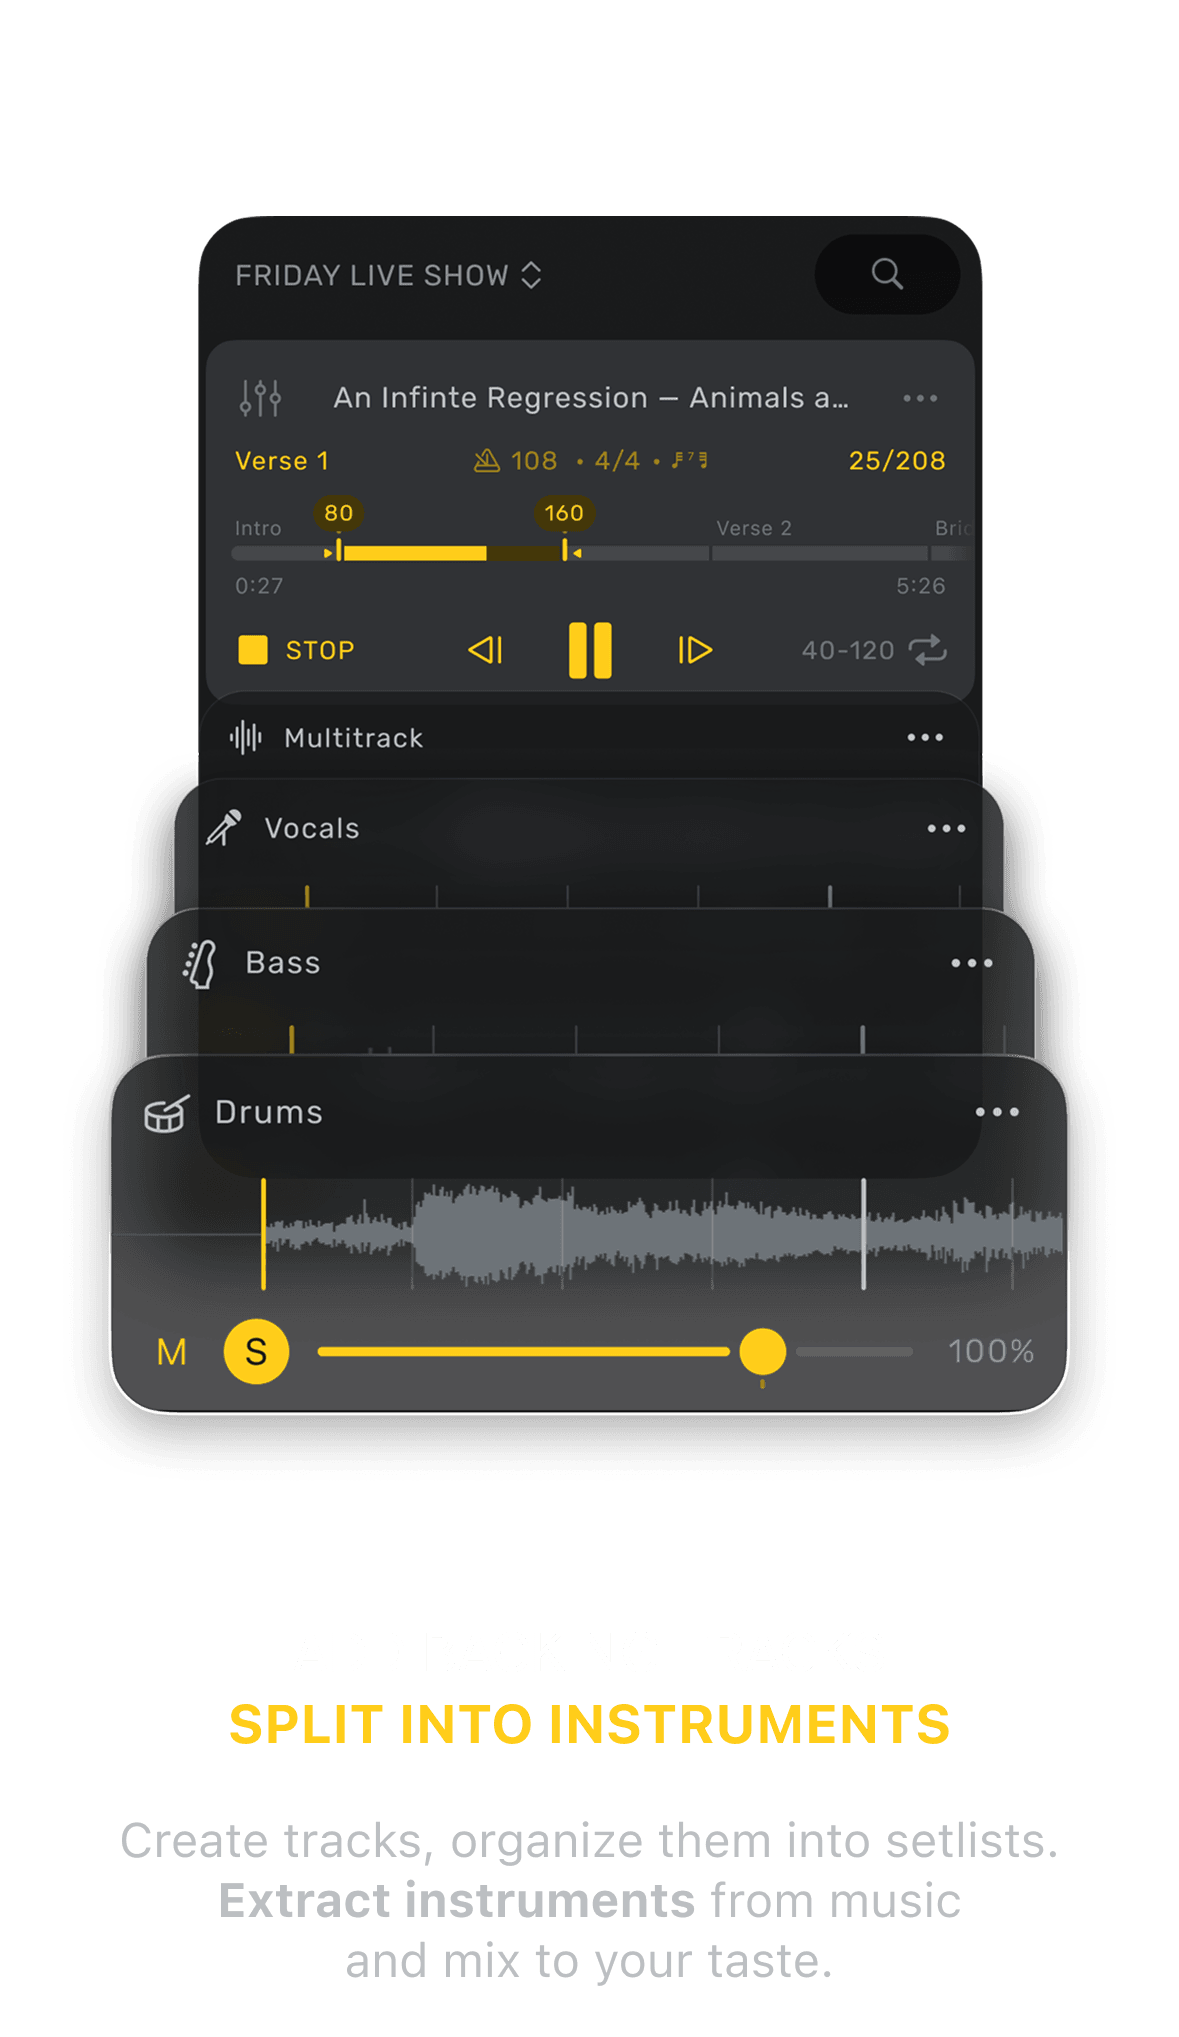 FRIDAY LIVE SHOW
An Infinte Regression – Animals a...
Verse 1 108 • 4/4 • 7 25/208
80 160
Intro Verse 2 Bric
0:27 5:26
STOP 40-120
Multitrack
Vocals
Bass
Drums
M S 100%
SPLIT INTO INSTRUMENTS
Create tracks, organize them into setlists.
Extract instruments from music
and mix to your taste.